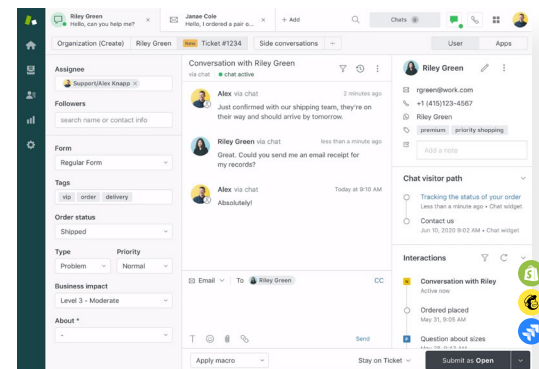 Riley Green
Hello, can you help me?
×
Janae Cole
Hello, I ordered a pair o...
×
+ Add
Chats
Organization (Create)
Riley Green
New Ticket #1234
Side conversations
+
User
Apps
Assignee
Support/Alex Knapp ×
Followers
search name or contact info
Form
Regular Form
Tags
vip order delivery
Order status
Shipped
Type
Priority
Problem
Normal
Business impact
Level 3 - Moderate
About *
-
Conversation with Riley Green
via chat
chat active
Alex via chat
2 minutes ago
Just confirmed with our shipping team, they're on
their way and should arrive by tomorrow.
Riley Green via chat
less than a minute ago
Great. Could you send me an email receipt for
my records?
Alex via chat
Today at 9:10 AM
Absolutely!
Email
To
Riley Green
CC
T
Send
Apply macro
Stay on Ticket
Submit as Open
Riley Green
rgreen@work.com
+1 (415)123-4567
Riley Green
premium priority shopping
Add a note
Chat visitor path
Tracking the status of your order
Less than a minute ago • Chat widget
Contact us
Jun 10, 2020 9:02 AM • Chat widget
Interactions
Conversation with Riley
Active now
Ordered placed
May 31, 9:05 AM
Question about sizes